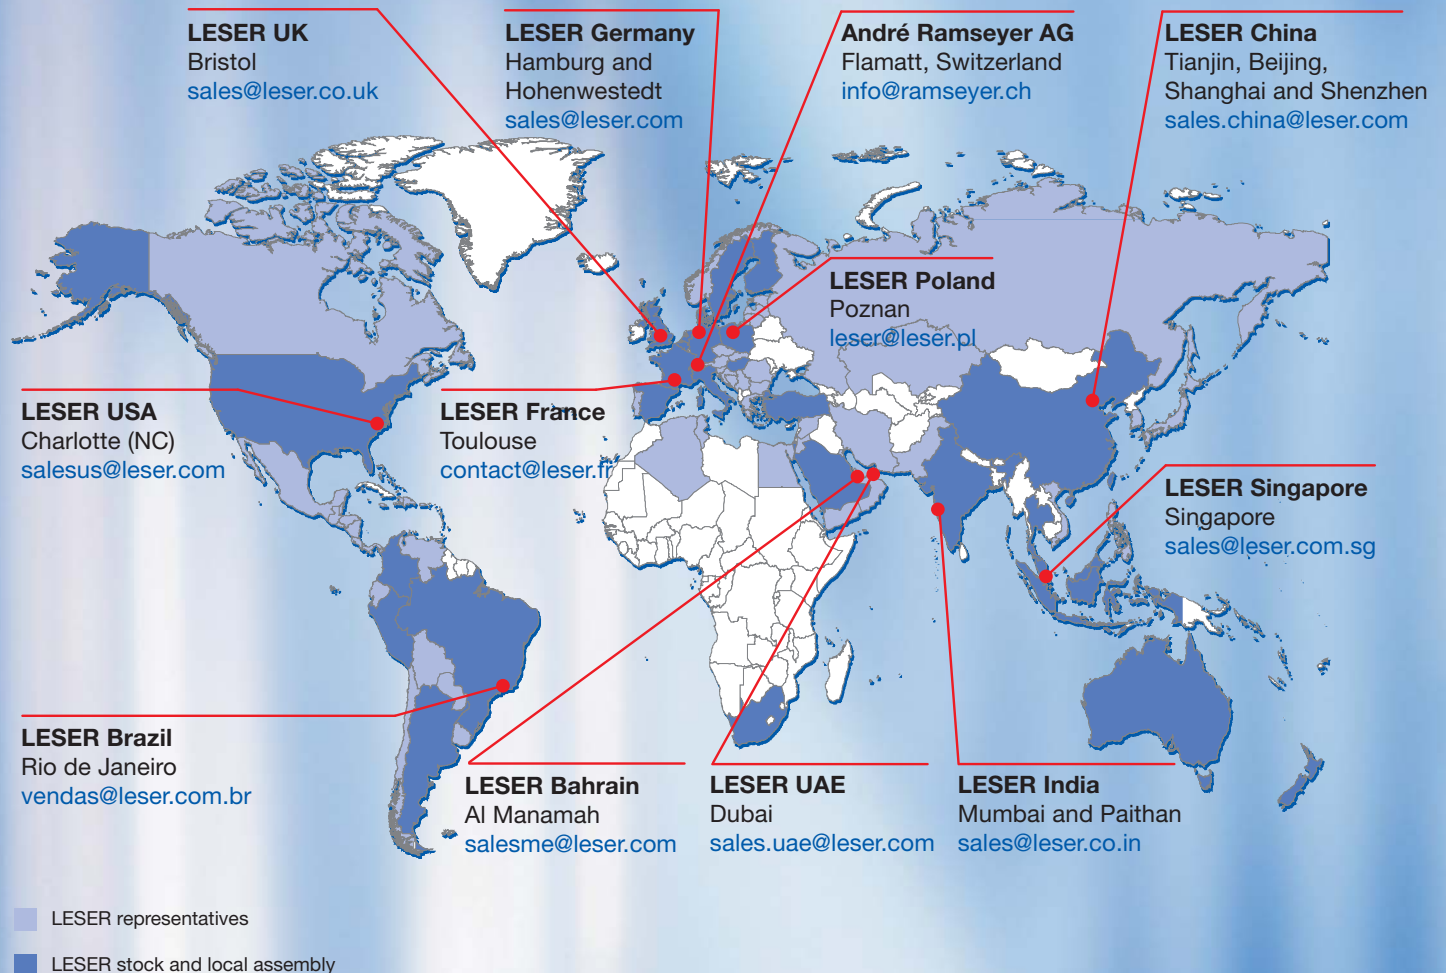 LESER UK
Bristol
sales@leser.co.uk
LESER Germany
Hamburg and
Hohenwestedt
sales@leser.com
André Ramseyer AG
Flamatt, Switzerland
info@ramseyer.ch
LESER China
Tianjin, Beijing,
Shanghai and Shenzhen
sales.china@leser.com
LESER Poland
Poznan
leser@leser.pl
LESER USA
Charlotte (NC)
salesus@leser.com
LESER France
Toulouse
contact@leser.fr
LESER Singapore
Singapore
sales@leser.com.sg
LESER Brazil
Rio de Janeiro
vendas@leser.com.br
LESER Bahrain
Al Manamah
salesme@leser.com
LESER UAE
Dubai
sales.uae@leser.com
LESER India
Mumbai and Paithan
sales@leser.co.in
LESER representatives
LESER stock and local assembly